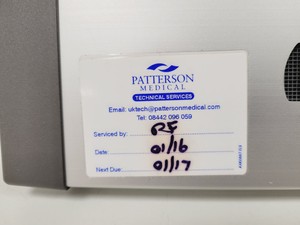 PATTERSON
MEDICAL
TECHNICAL SERVICES
Email: uktech@pattersonmedical.com
Tel: 08442 096 059
Serviced by: RF
Date: 01/16
Next Due: 01/17